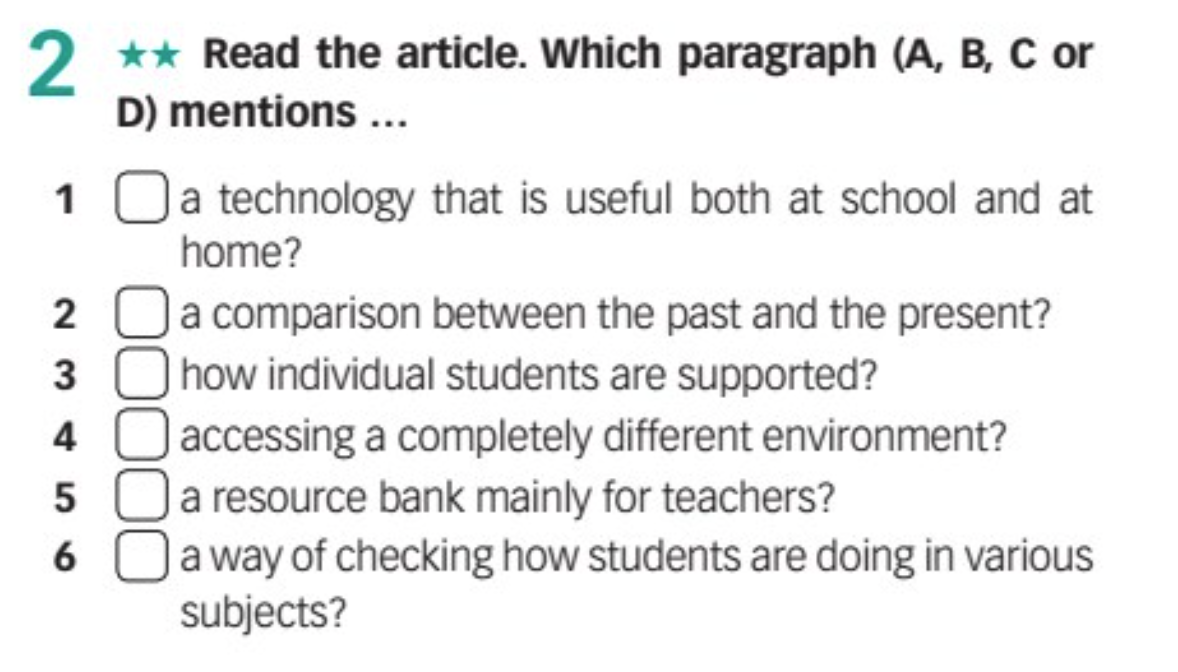 2 ★★ Read the article. Which paragraph (A, B, C or
D) mentions ...
1 a technology that is useful both at school and at
home?
2 a comparison between the past and the present?
3 how individual students are supported?
4 accessing a completely different environment?
5 a resource bank mainly for teachers?
6 a way of checking how students are doing in various
subjects?